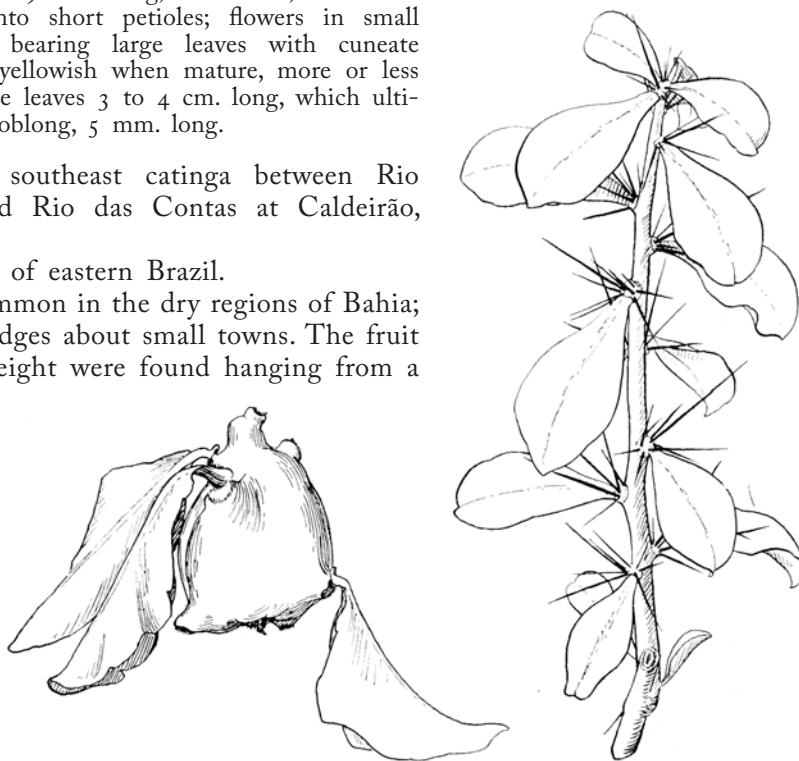 nto short petioles; flowers in small
bearing large leaves with cuneate
yellowish when mature, more or less
e leaves 3 to 4 cm. long, which ulti-
oblong, 5 mm. long.
southeast catinga between Rio
d Rio das Contas at Caldeirão,
of eastern Brazil.
mmon in the dry regions of Bahia;
dges about small towns. The fruit
eight were found hanging from a